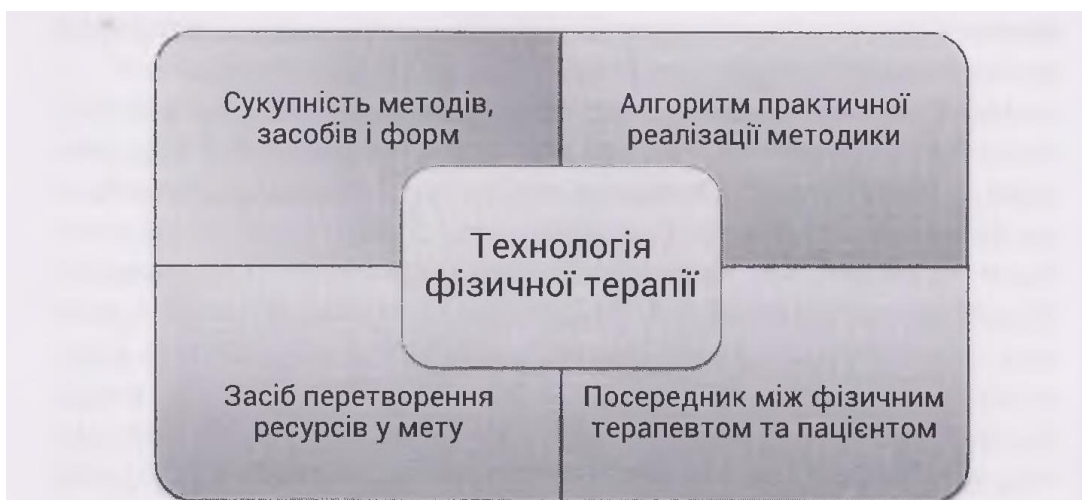 Сукупність методів,
засобів і форм
Алгоритм практичної
реалізації методики
Технологія
фізичної терапії
Засіб перетворення
ресурсів у мету
Посередник між фізичним
терапевтом та пацієнтом